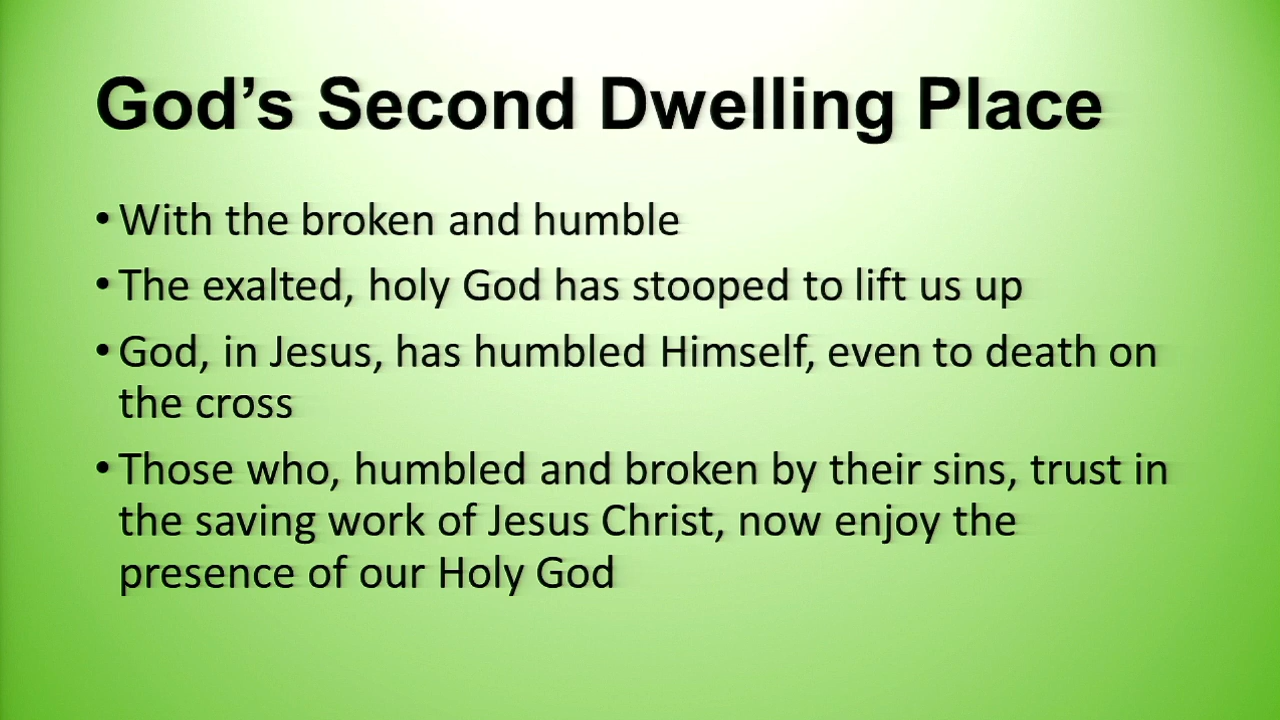 God’s Second Dwelling Place
• With the broken and humble
• The exalted, holy God has stooped to lift us up
• God, in Jesus, has humbled Himself, even to death on
the cross
• Those who, humbled and broken by their sins, trust in
the saving work of Jesus Christ, now enjoy the
presence of our Holy God